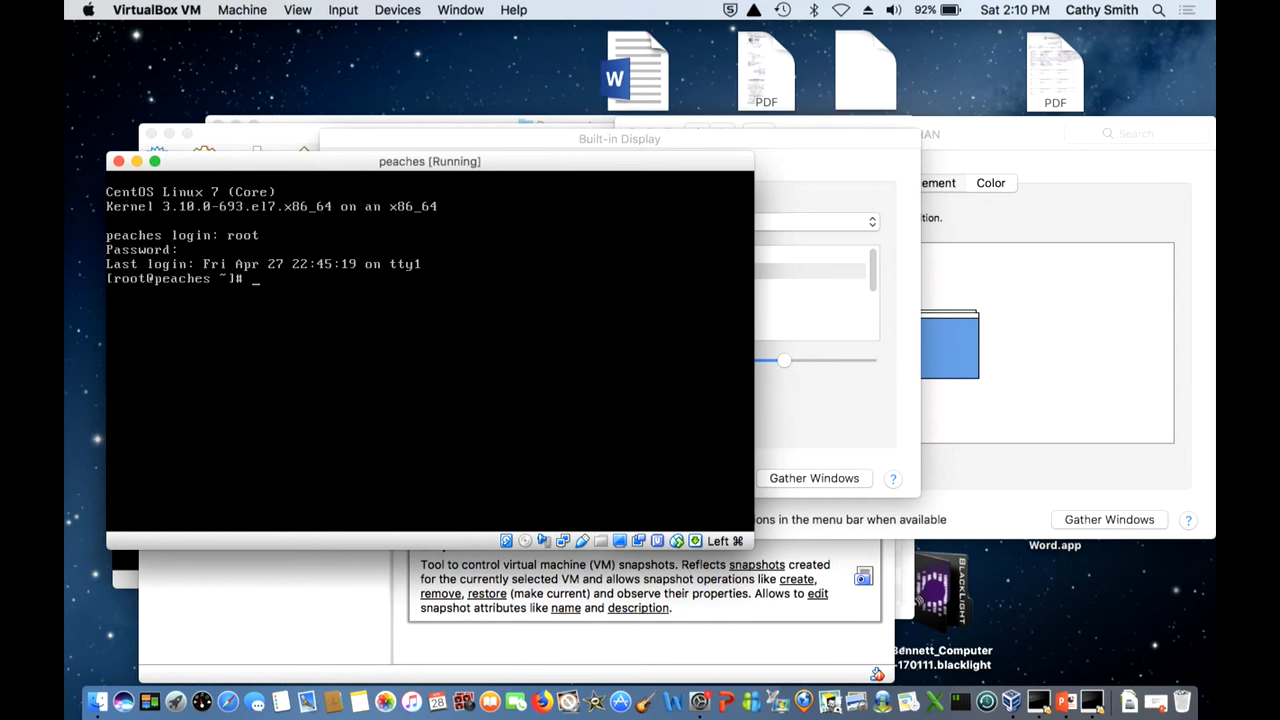 VirtualBox VM Machine View Input Devices Window Help 92% Sat 2:10 PM Cathy Smith
W
PDF
PDF
Built-in Display
HAN
Search
peaches [Running]
CentOS Linux 7 (Core)
Kernel 3.10.0-693.el7.x86_64 on an x86_64
peaches login: root
Password:
Last login: Fri Apr 27 22:45:19 on tty1
[root@peaches ~]# _
ement Color
tion.
Gather Windows ?
ons in the menu bar when available
Gather Windows ?
Left ⌘
Word.app
Tool to control virtual machine (VM) snapshots. Reflects snapshots created
for the currently selected VM and allows snapshot operations like create,
remove, restore (make current) and observe their properties. Allows to edit
snapshot attributes like name and description.
BLACKLIGHT
Bennett_Computer
-170111.blacklight
28